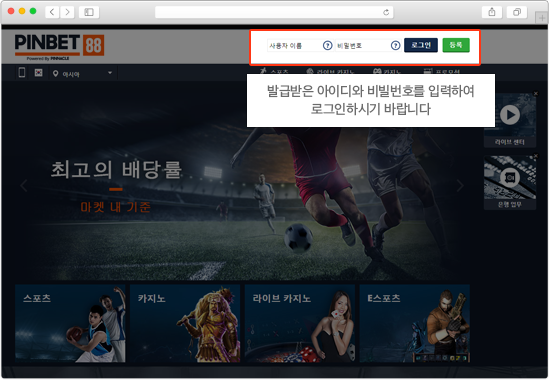 PINBET 88
Powered By PINNACLE
사용자 이름 ? 비밀번호 ? 로그인 등록
아시아
스포츠 라이브 카지노 카지노 프로모션
발급받은 아이디와 비빌번호를 입력하여
로그인하시기 바랍니다
라이브 센터
최고의 배당률
마켓 내 기준
은행 업무
스포츠 카지노 라이브 카지노 E스포츠